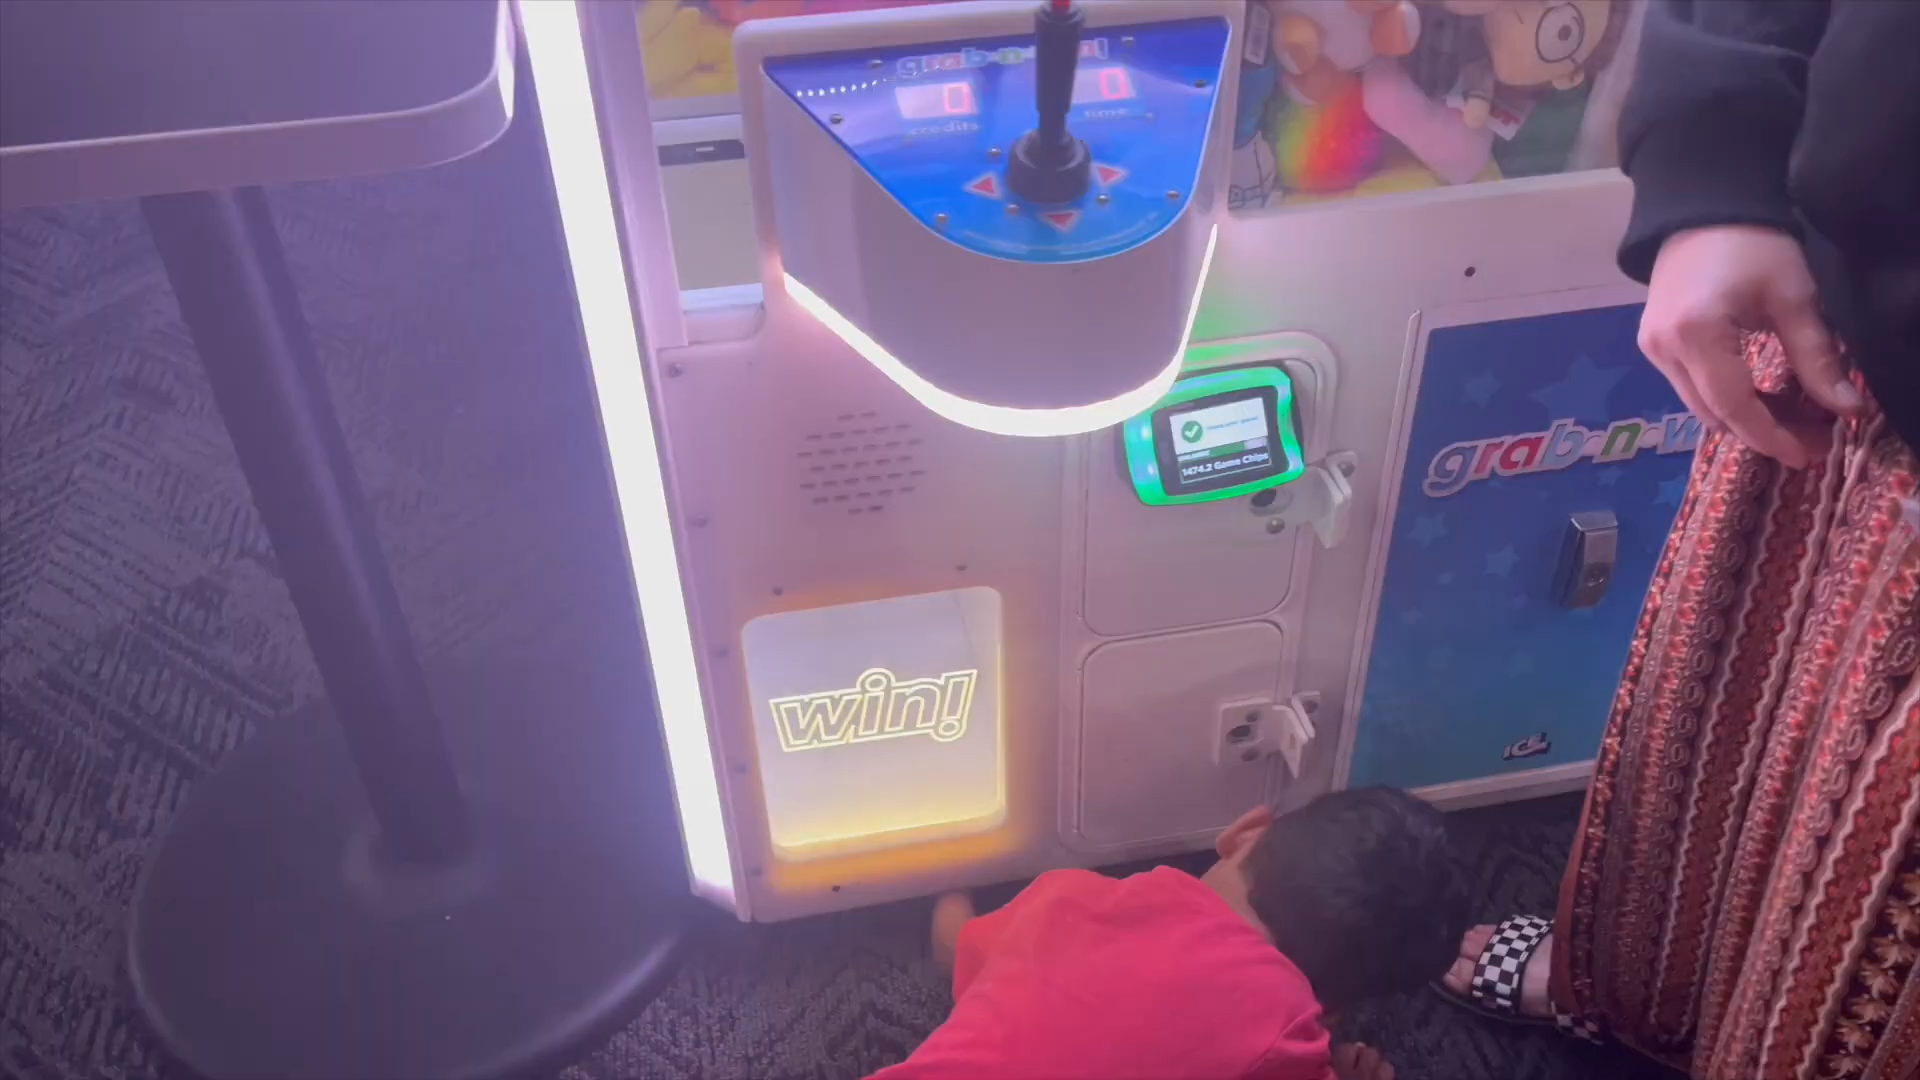 grab-n-win!
0 0
credits time
1474.2 Game Chips
grab-n-w
win!
ICE